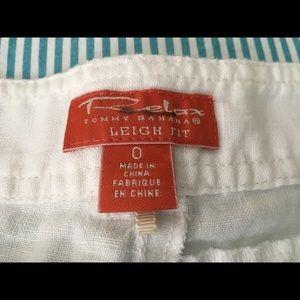 Relax
TOMMY BAHAMA®
LEIGH FIT
0
MADE IN
CHINA
FABRIQUE
EN CHINE